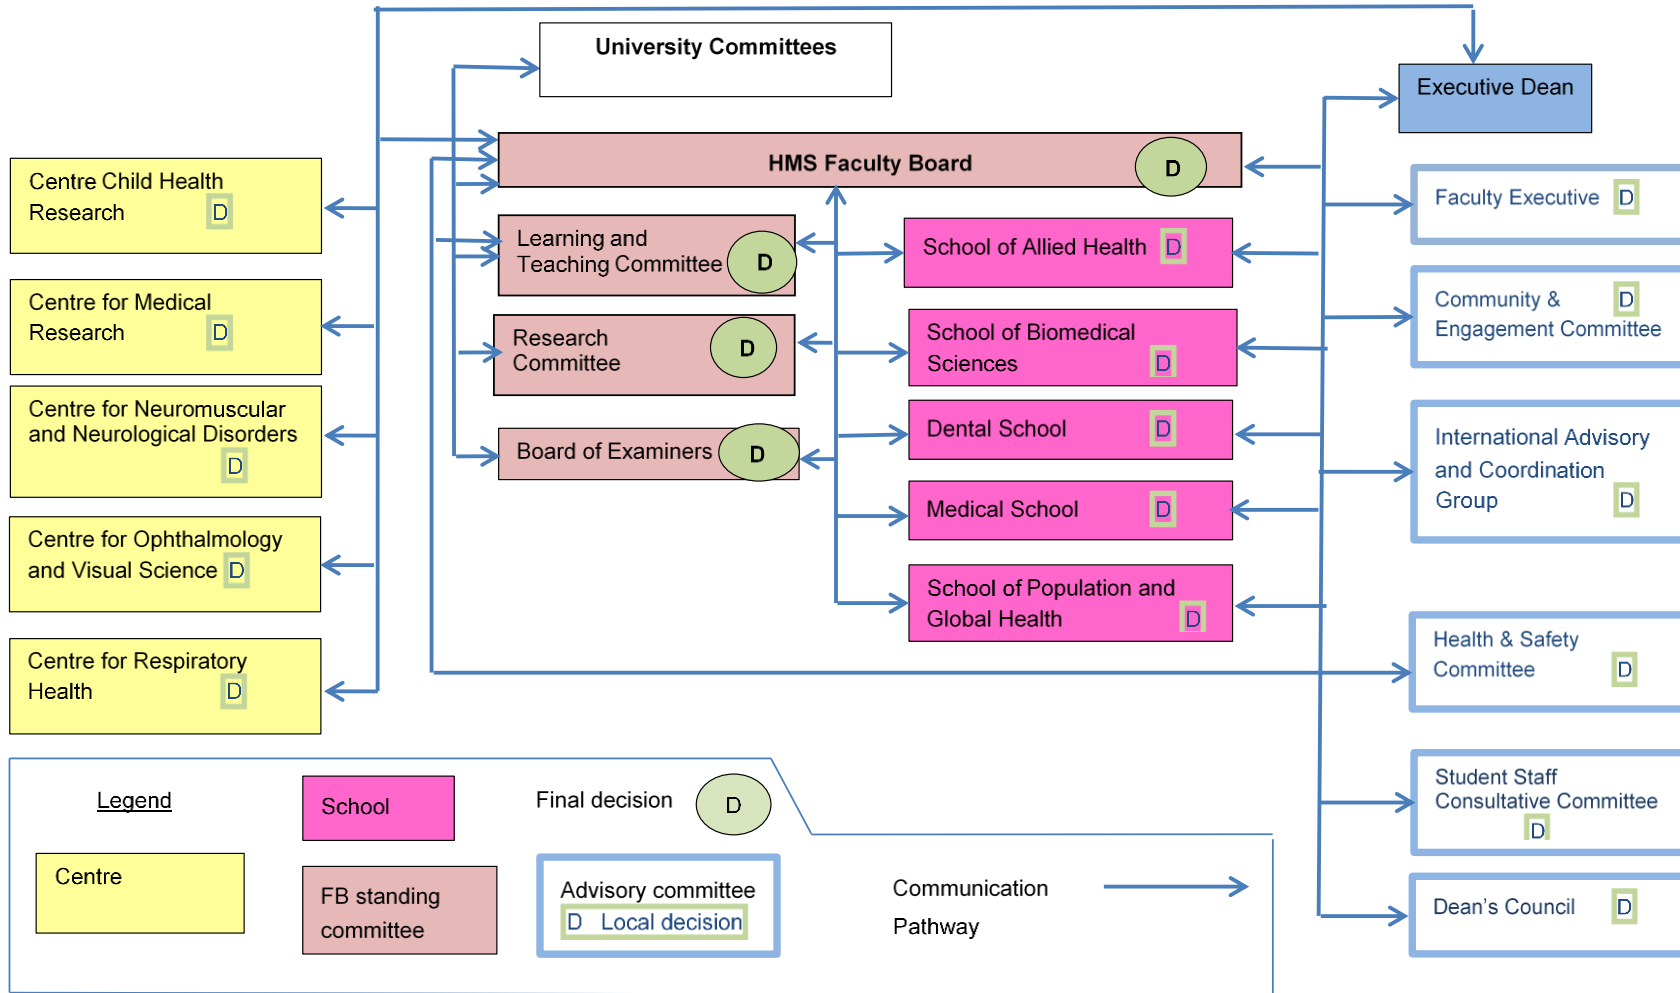 University Committees
Executive Dean
HMS Faculty Board
D
Centre Child Health
Research D
Centre for Medical
Research D
Centre for Neuromuscular
and Neurological Disorders
D
Centre for Ophthalmology
and Visual Science D
Centre for Respiratory
Health D
Learning and
Teaching Committee D
Research
Committee D
Board of Examiners D
School of Allied Health D
School of Biomedical
Sciences D
Dental School D
Medical School D
School of Population and
Global Health D
Faculty Executive D
Community & D
Engagement Committee
International Advisory
and Coordination
Group D
Health & Safety
Committee D
Student Staff
Consultative Committee
D
Dean's Council D
Legend
Centre
School
FB standing
committee
Final decision D
Advisory committee
D Local decision
Communication
Pathway